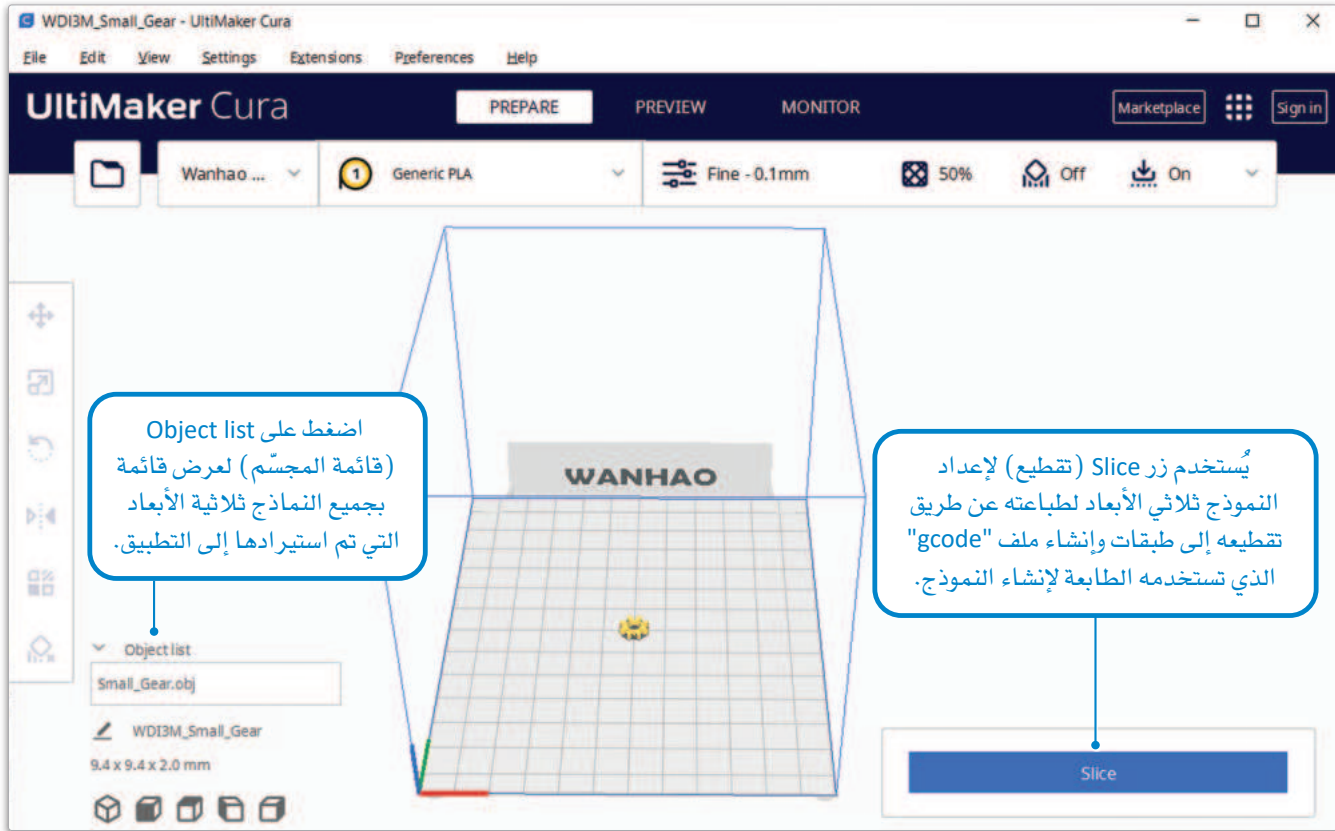 WDI3M_Small_Gear - UltiMaker Cura
File Edit View Settings Extensions Preferences Help
UltiMaker Cura PREPARE PREVIEW MONITOR Marketplace Sign in
Wanhao ... 1 Generic PLA Fine - 0.1mm 50% Off On
WANHAO
اضغط على Object list
(قائمة المجسّم) لعرض قائمة
بجميع النماذج ثلاثية الأبعاد
التي تم استيرادها إلى التطبيق.
يُستخدم زر Slice (تقطيع) لإعداد
النموذج ثلاثي الأبعاد لطباعته عن طريق
تقطيعه إلى طبقات وإنشاء ملف "gcode"
الذي تستخدمه الطابعة لإنشاء النموذج.
Object list
Small_Gear.obj
WDI3M_Small_Gear
9.4 x 9.4 x 2.0 mm
Slice